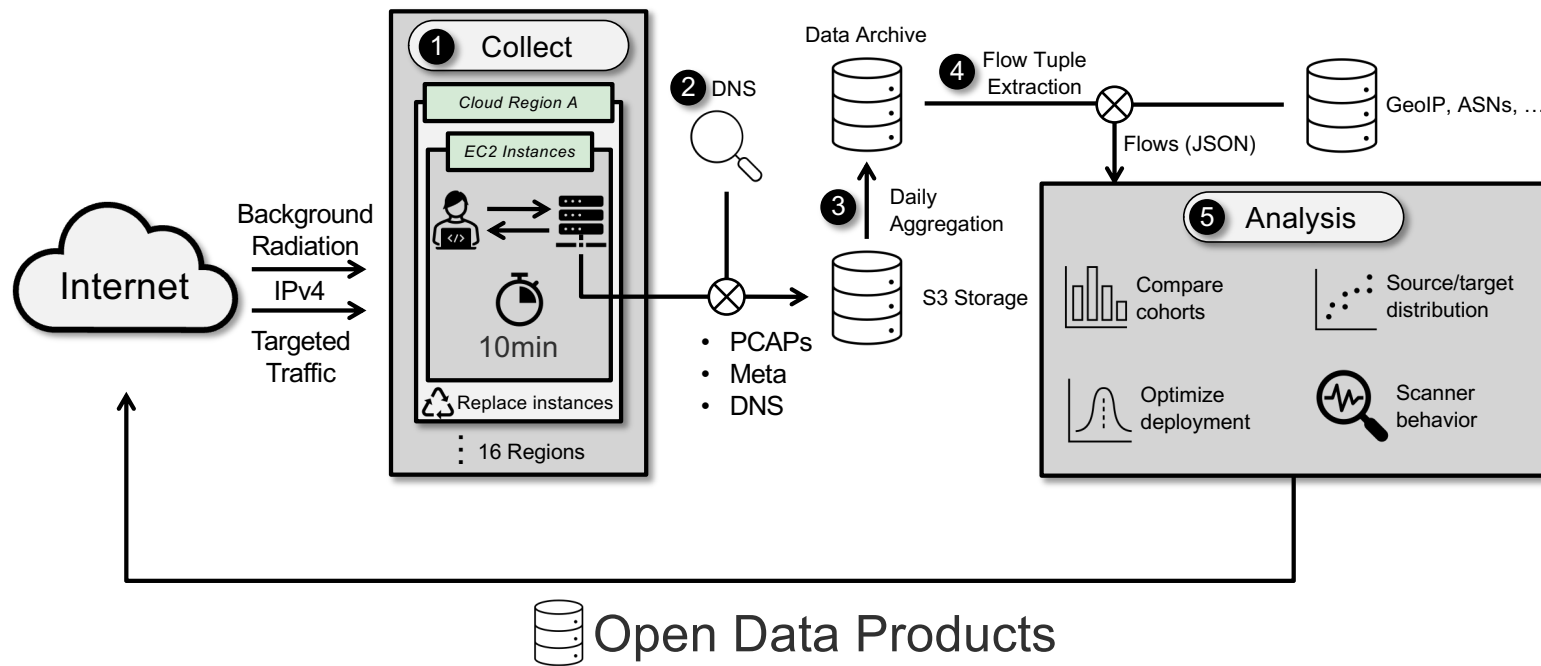 Internet
Background
Radiation
IPv4
Targeted
Traffic
1 Collect
Cloud Region A
EC2 Instances
</>
10min
Replace instances
⋮ 16 Regions
2 DNS
• PCAPs
• Meta
• DNS
S3 Storage
3 Daily
Aggregation
Data Archive
4 Flow Tuple
Extraction
GeoIP, ASNs, …
Flows (JSON)
5 Analysis
Compare
cohorts
Source/target
distribution
Optimize
deployment
Scanner
behavior
Open Data Products